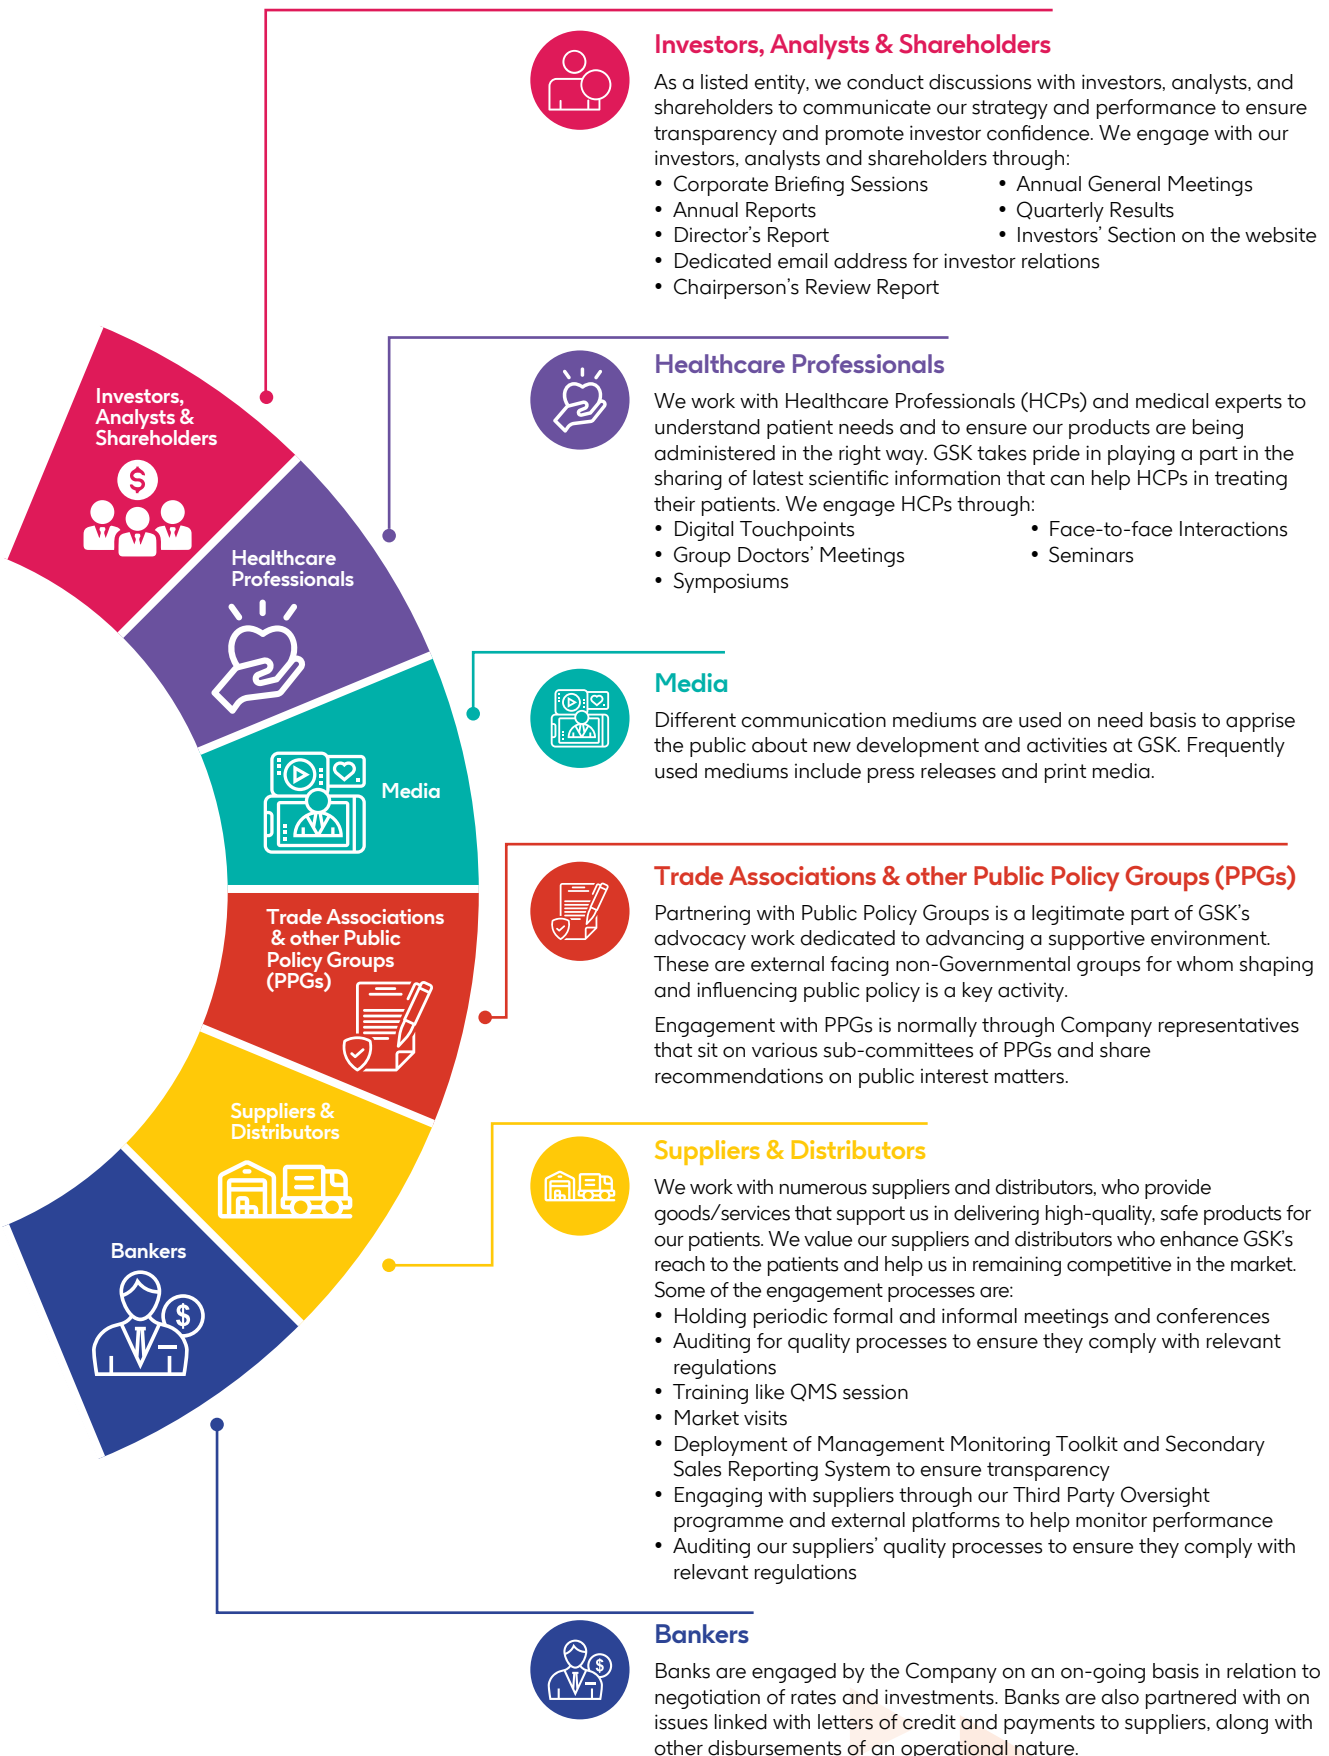 Investors, Analysts & Shareholders
As a listed entity, we conduct discussions with investors, analysts, and
shareholders to communicate our strategy and performance to ensure
transparency and promote investor confidence. We engage with our
investors, analysts and shareholders through:
• Corporate Briefing Sessions
• Annual General Meetings
• Annual Reports
• Quarterly Results
• Director's Report
• Investors' Section on the website
• Dedicated email address for investor relations
• Chairperson's Review Report
Investors,
Analysts &
Shareholders
$
Healthcare Professionals
We work with Healthcare Professionals (HCPs) and medical experts to
understand patient needs and to ensure our products are being
administered in the right way. GSK takes pride in playing a part in the
sharing of latest scientific information that can help HCPs in treating
their patients. We engage HCPs through:
• Digital Touchpoints
• Face-to-face Interactions
• Group Doctors' Meetings
• Seminars
• Symposiums
Healthcare
Professionals
Media
Different communication mediums are used on need basis to apprise
the public about new development and activities at GSK. Frequently
used mediums include press releases and print media.
Media
Trade Associations & other Public Policy Groups (PPGs)
Partnering with Public Policy Groups is a legitimate part of GSK's
advocacy work dedicated to advancing a supportive environment.
These are external facing non-Governmental groups for whom shaping
and influencing public policy is a key activity.
Engagement with PPGs is normally through Company representatives
that sit on various sub-committees of PPGs and share
recommendations on public interest matters.
Trade Associations
& other Public
Policy Groups
(PPGs)
Suppliers & Distributors
We work with numerous suppliers and distributors, who provide
goods/services that support us in delivering high-quality, safe products for
our patients. We value our suppliers and distributors who enhance GSK's
reach to the patients and help us in remaining competitive in the market.
Some of the engagement processes are:
• Holding periodic formal and informal meetings and conferences
• Auditing for quality processes to ensure they comply with relevant
regulations
• Training like QMS session
• Market visits
• Deployment of Management Monitoring Toolkit and Secondary
Sales Reporting System to ensure transparency
• Engaging with suppliers through our Third Party Oversight
programme and external platforms to help monitor performance
• Auditing our suppliers' quality processes to ensure they comply with
relevant regulations
Suppliers &
Distributors
Bankers
$
Bankers
$
Banks are engaged by the Company on an on-going basis in relation to
negotiation of rates and investments. Banks are also partnered with on
issues linked with letters of credit and payments to suppliers, along with
other disbursements of an operational nature.